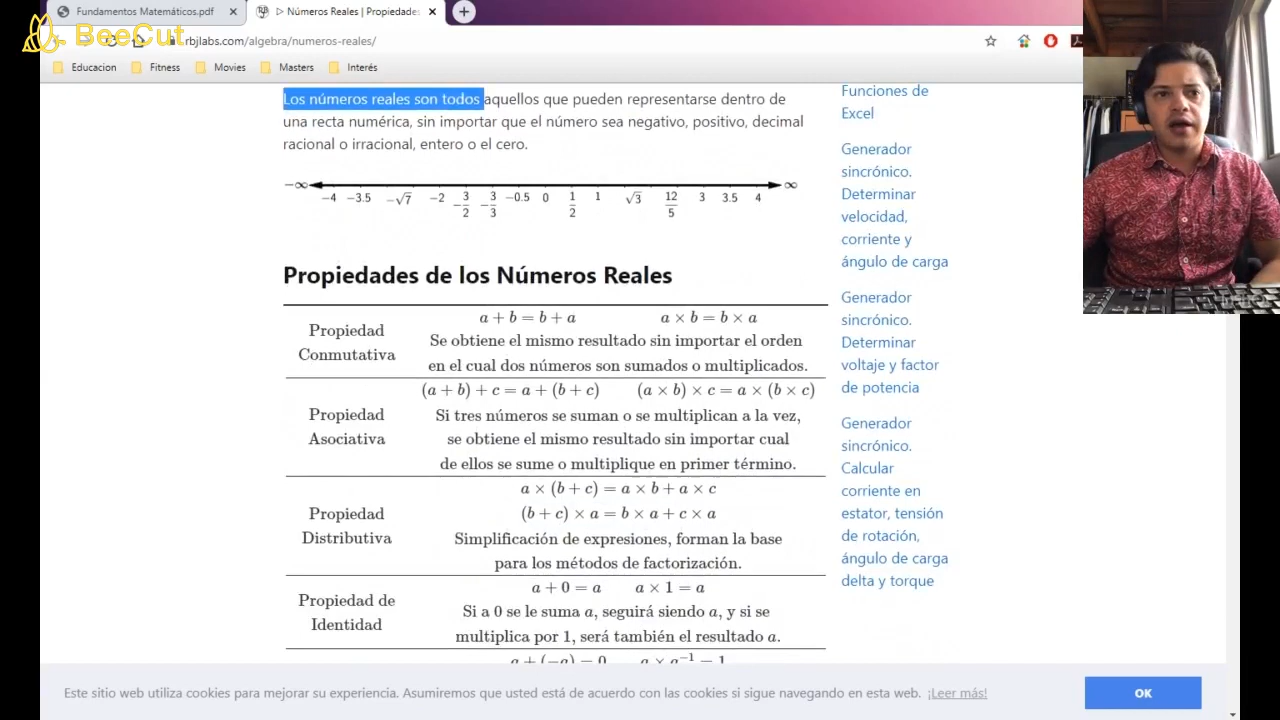 Fundamentos Matemáticos.pdf
▷ Números Reales | Propiedades
BeeCut
rbjlabs.com/algebra/numeros-reales/
Educacion
Fitness
Movies
Masters
Interés
Los números reales son todos aquellos que pueden representarse dentro de
una recta numérica, sin importar que el número sea negativo, positivo, decimal
racional o irracional, entero o el cero.
−∞ −4 −3.5 −√7 −2 −3/2 −3/3 −0.5 0 1/2 1 √3 12/5 3 3.5 4 ∞
Propiedades de los Números Reales
Propiedad
Conmutativa
a + b = b + a a × b = b × a
Se obtiene el mismo resultado sin importar el orden
en el cual dos números son sumados o multiplicados.
Propiedad
Asociativa
(a + b) + c = a + (b + c) (a × b) × c = a × (b × c)
Si tres números se suman o se multiplican a la vez,
se obtiene el mismo resultado sin importar cual
de ellos se sume o multiplique en primer término.
Propiedad
Distributiva
a × (b + c) = a × b + a × c
(b + c) × a = b × a + c × a
Simplificación de expresiones, forman la base
para los métodos de factorización.
Propiedad de
Identidad
a + 0 = a a × 1 = a
Si a 0 se le suma a, seguirá siendo a, y si se
multiplica por 1, será también el resultado a.
a + (−a) = 0 a × a⁻¹ = 1
Funciones de
Excel
Generador
sincrónico.
Determinar
velocidad,
corriente y
ángulo de carga
Generador
sincrónico.
Determinar
voltaje y factor
de potencia
Generador
sincrónico.
Calcular
corriente en
estator, tensión
de rotación,
ángulo de carga
delta y torque
Este sitio web utiliza cookies para mejorar su experiencia. Asumiremos que usted está de acuerdo con las cookies si sigue navegando en esta web. ¡Leer más!
OK